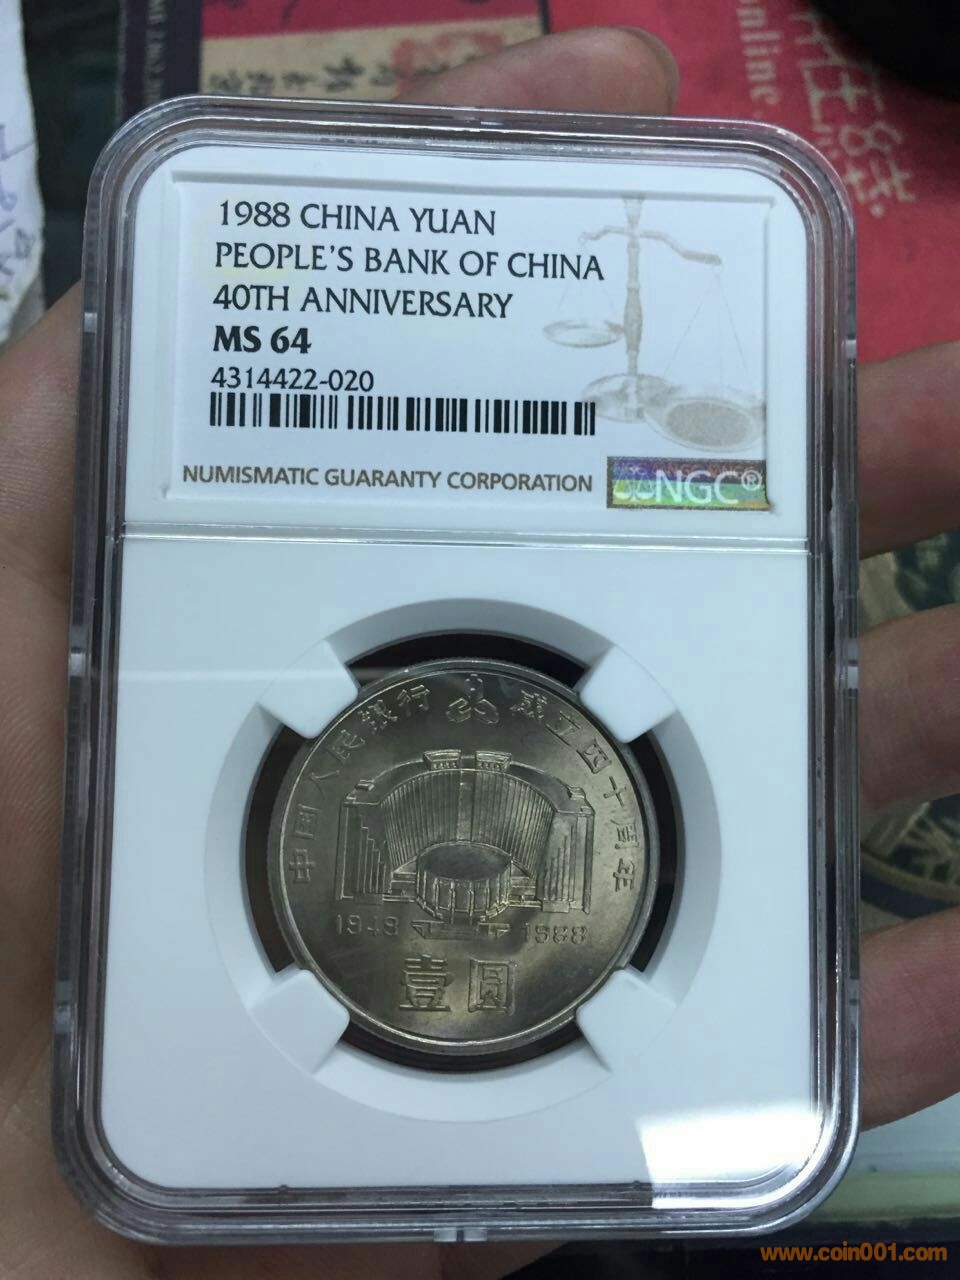 1988 CHINA YUAN
PEOPLE'S BANK OF CHINA
40TH ANNIVERSARY
MS 64
4314422-020
NUMISMATIC GUARANTY CORPORATION
NGC®
中国人民银行 成立四十周年
1948 1988
壹圆
online
www.coin001.com